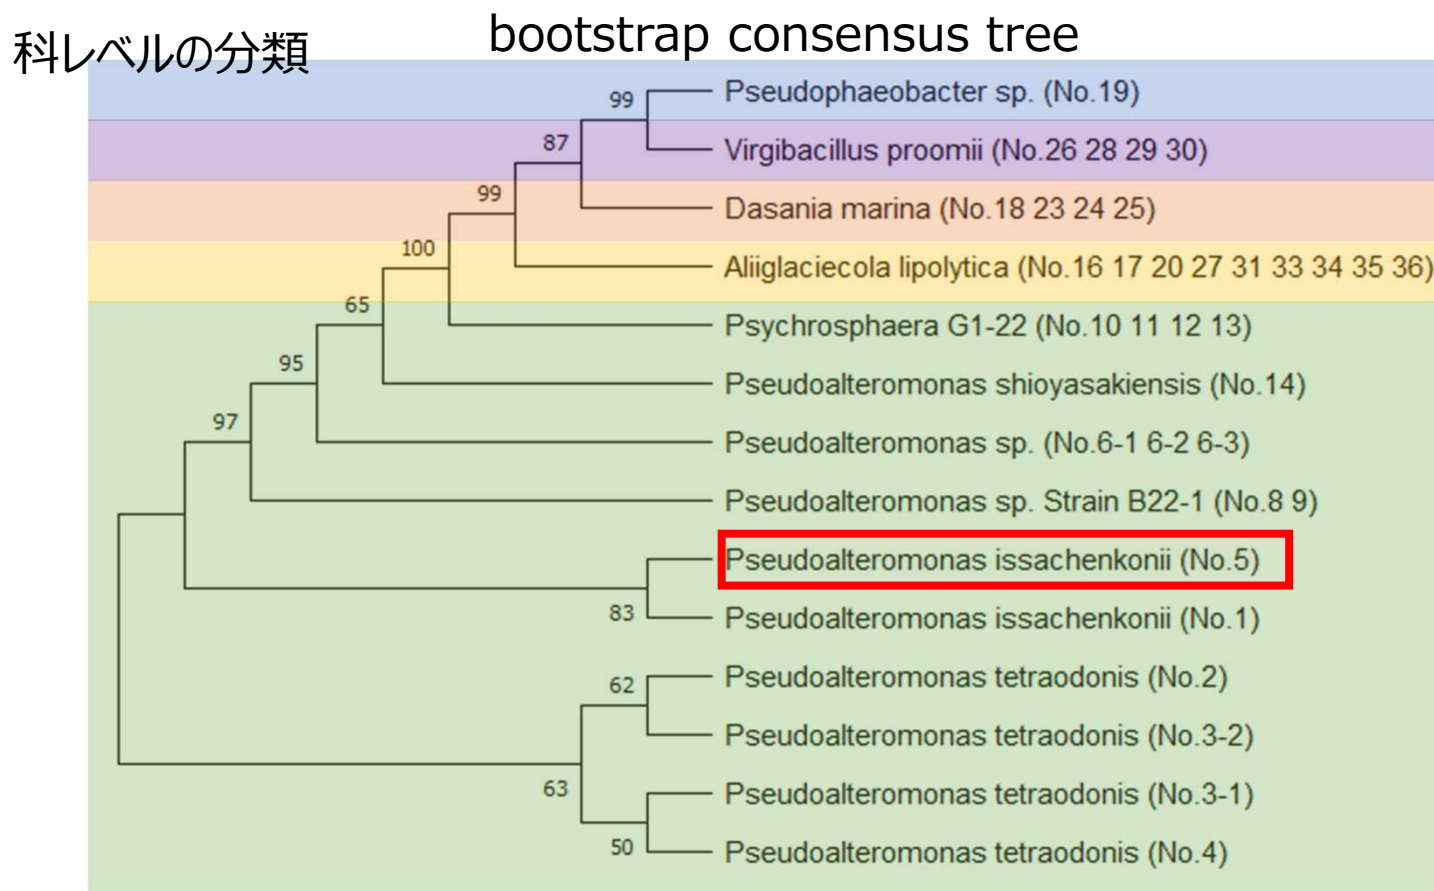 科レベルの分類
bootstrap consensus tree
99
Pseudophaeobacter sp. (No.19)
87
Virgibacillus proomii (No.26 28 29 30)
99
Dasania marina (No.18 23 24 25)
100
Aliiglaciecola lipolytica (No.16 17 20 27 31 33 34 35 36)
65
Psychrosphaera G1-22 (No.10 11 12 13)
95
Pseudoalteromonas shioyasakiensis (No.14)
97
Pseudoalteromonas sp. (No.6-1 6-2 6-3)
Pseudoalteromonas sp. Strain B22-1 (No.8 9)
Pseudoalteromonas issachenkonii (No.5)
83
Pseudoalteromonas issachenkonii (No.1)
62
Pseudoalteromonas tetraodonis (No.2)
Pseudoalteromonas tetraodonis (No.3-2)
63
Pseudoalteromonas tetraodonis (No.3-1)
50
Pseudoalteromonas tetraodonis (No.4)